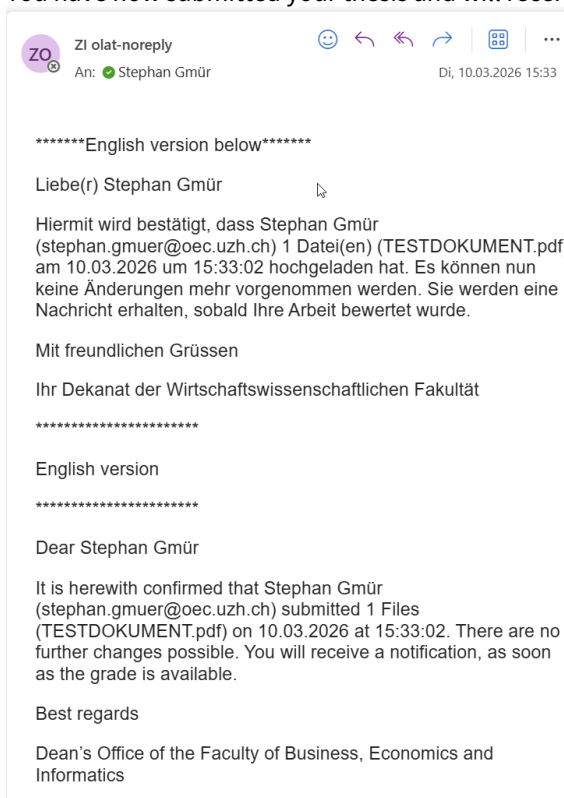 You have now submitted your thesis and will
ZO
ZI olat-noreply
An: Stephan Gmür
Di, 10.03.2026 15:33
*******English version below*******
Liebe(r) Stephan Gmür
Hiermit wird bestätigt, dass Stephan Gmür
(stephan.gmuer@oec.uzh.ch) 1 Datei(en) (TESTDOKUMENT.pdf
am 10.03.2026 um 15:33:02 hochgeladen hat. Es können nun
keine Änderungen mehr vorgenommen werden. Sie werden eine
Nachricht erhalten, sobald Ihre Arbeit bewertet wurde.
Mit freundlichen Grüssen
Ihr Dekanat der Wirtschaftswissenschaftlichen Fakultät
***********************
English version
***********************
Dear Stephan Gmür
It is herewith confirmed that Stephan Gmür
(stephan.gmuer@oec.uzh.ch) submitted 1 Files
(TESTDOKUMENT.pdf) on 10.03.2026 at 15:33:02. There are no
further changes possible. You will receive a notification, as soon
as the grade is available.
Best regards
Dean’s Office of the Faculty of Business, Economics and
Informatics